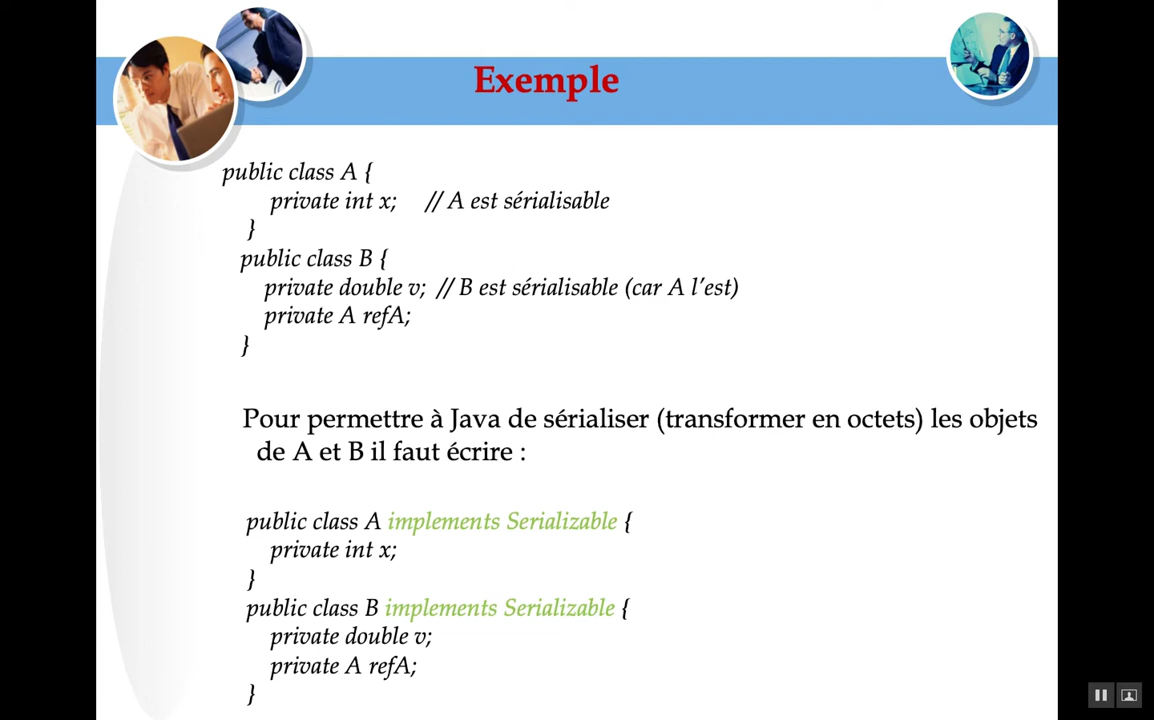 Exemple
public class A {
private int x; // A est sérialisable
}
public class B {
private double v; // B est sérialisable (car A l’est)
private A refA;
}
Pour permettre à Java de sérialiser (transformer en octets) les objets
de A et B il faut écrire :
public class A implements Serializable {
private int x;
}
public class B implements Serializable {
private double v;
private A refA;
}